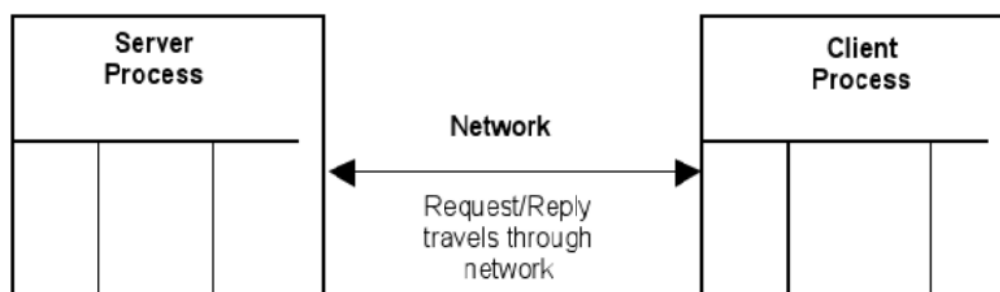 Server
Process
Client
Process
Network
Request/Reply
travels through
network